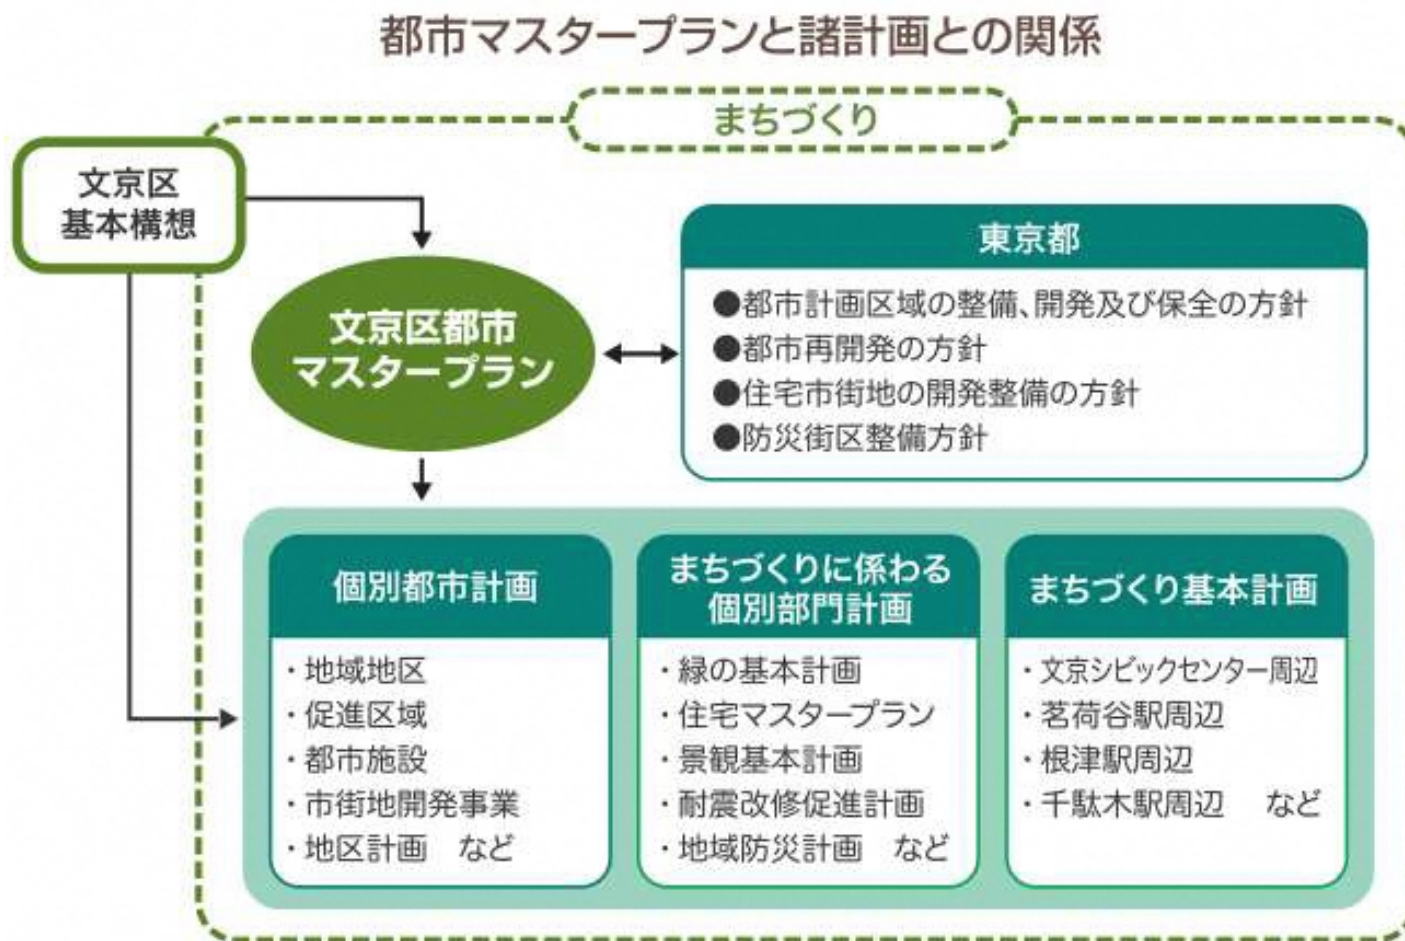 都市マスタープランと諸計画との関係
まちづくり
文京区
基本構想
文京区都市
マスタープラン
東京都
●都市計画区域の整備、開発及び保全の方針
●都市再開発の方針
●住宅市街地の開発整備の方針
●防災街区整備方針
個別都市計画
・地域地区
・促進区域
・都市施設
・市街地開発事業
・地区計画　など
まちづくりに係わる
個別部門計画
・緑の基本計画
・住宅マスタープラン
・景観基本計画
・耐震改修促進計画
・地域防災計画　など
まちづくり基本計画
・文京シビックセンター周辺
・茗荷谷駅周辺
・根津駅周辺
・千駄木駅周辺　など